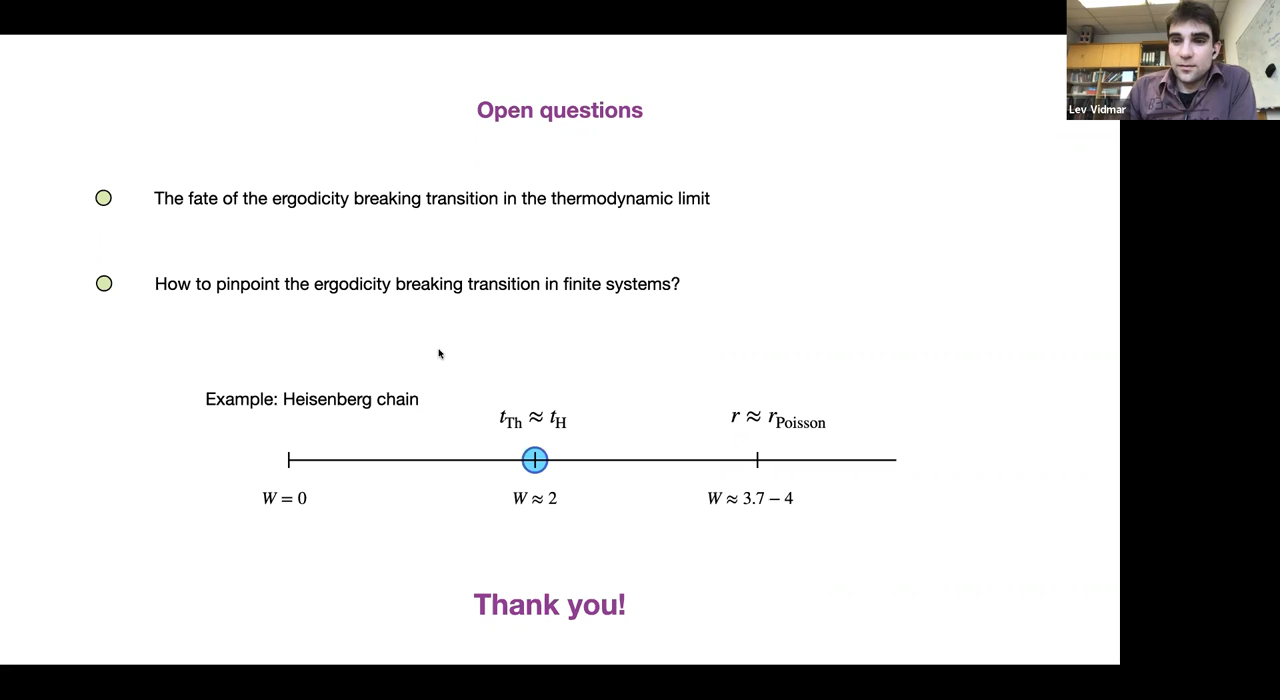 Lev Vidmar
Open questions
The fate of the ergodicity breaking transition in the thermodynamic limit
How to pinpoint the ergodicity breaking transition in finite systems?
Example: Heisenberg chain
t_Th ≈ t_H
r ≈ r_Poisson
W = 0
W ≈ 2
W ≈ 3.7 – 4
Thank you!